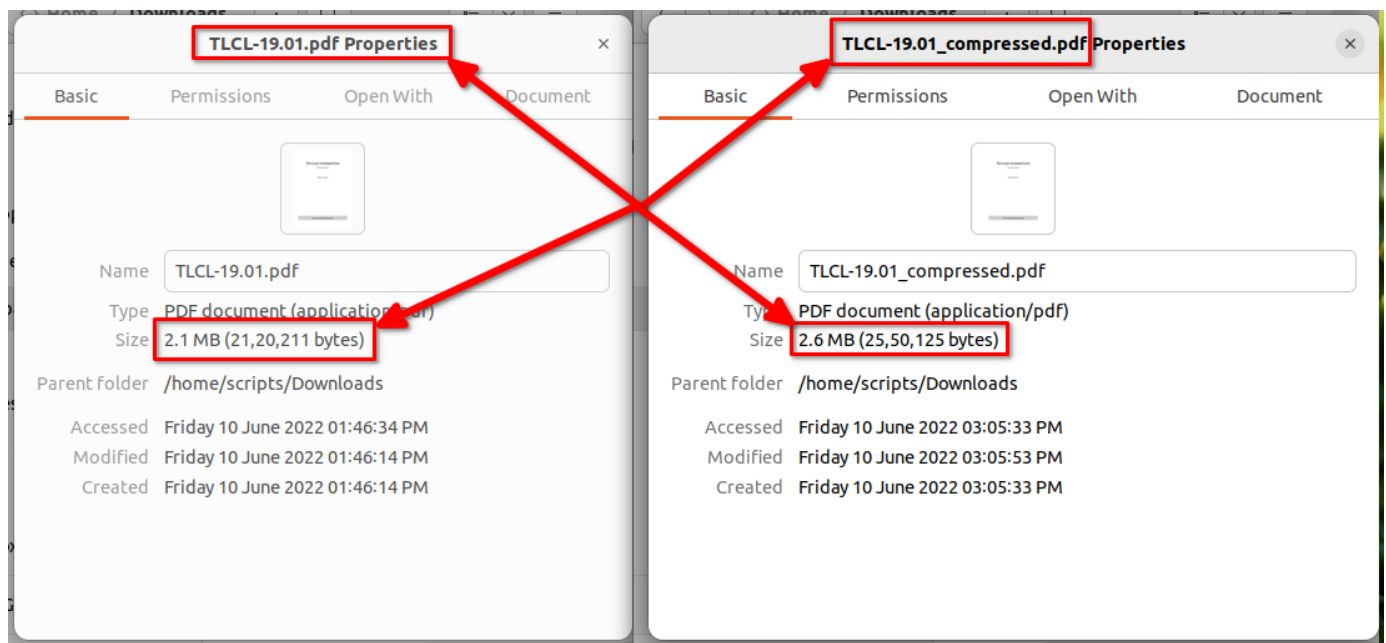 TLCL-19.01.pdf Properties
Basic Permissions Open With Document
Name TLCL-19.01.pdf
Type PDF document (application/pdf)
Size 2.1 MB (21,20,211 bytes)
Parent folder /home/scripts/Downloads
Accessed Friday 10 June 2022 01:46:34 PM
Modified Friday 10 June 2022 01:46:14 PM
Created Friday 10 June 2022 01:46:14 PM
TLCL-19.01_compressed.pdf Properties
Basic Permissions Open With Document
Name TLCL-19.01_compressed.pdf
Type PDF document (application/pdf)
Size 2.6 MB (25,50,125 bytes)
Parent folder /home/scripts/Downloads
Accessed Friday 10 June 2022 03:05:33 PM
Modified Friday 10 June 2022 03:05:53 PM
Created Friday 10 June 2022 03:05:33 PM